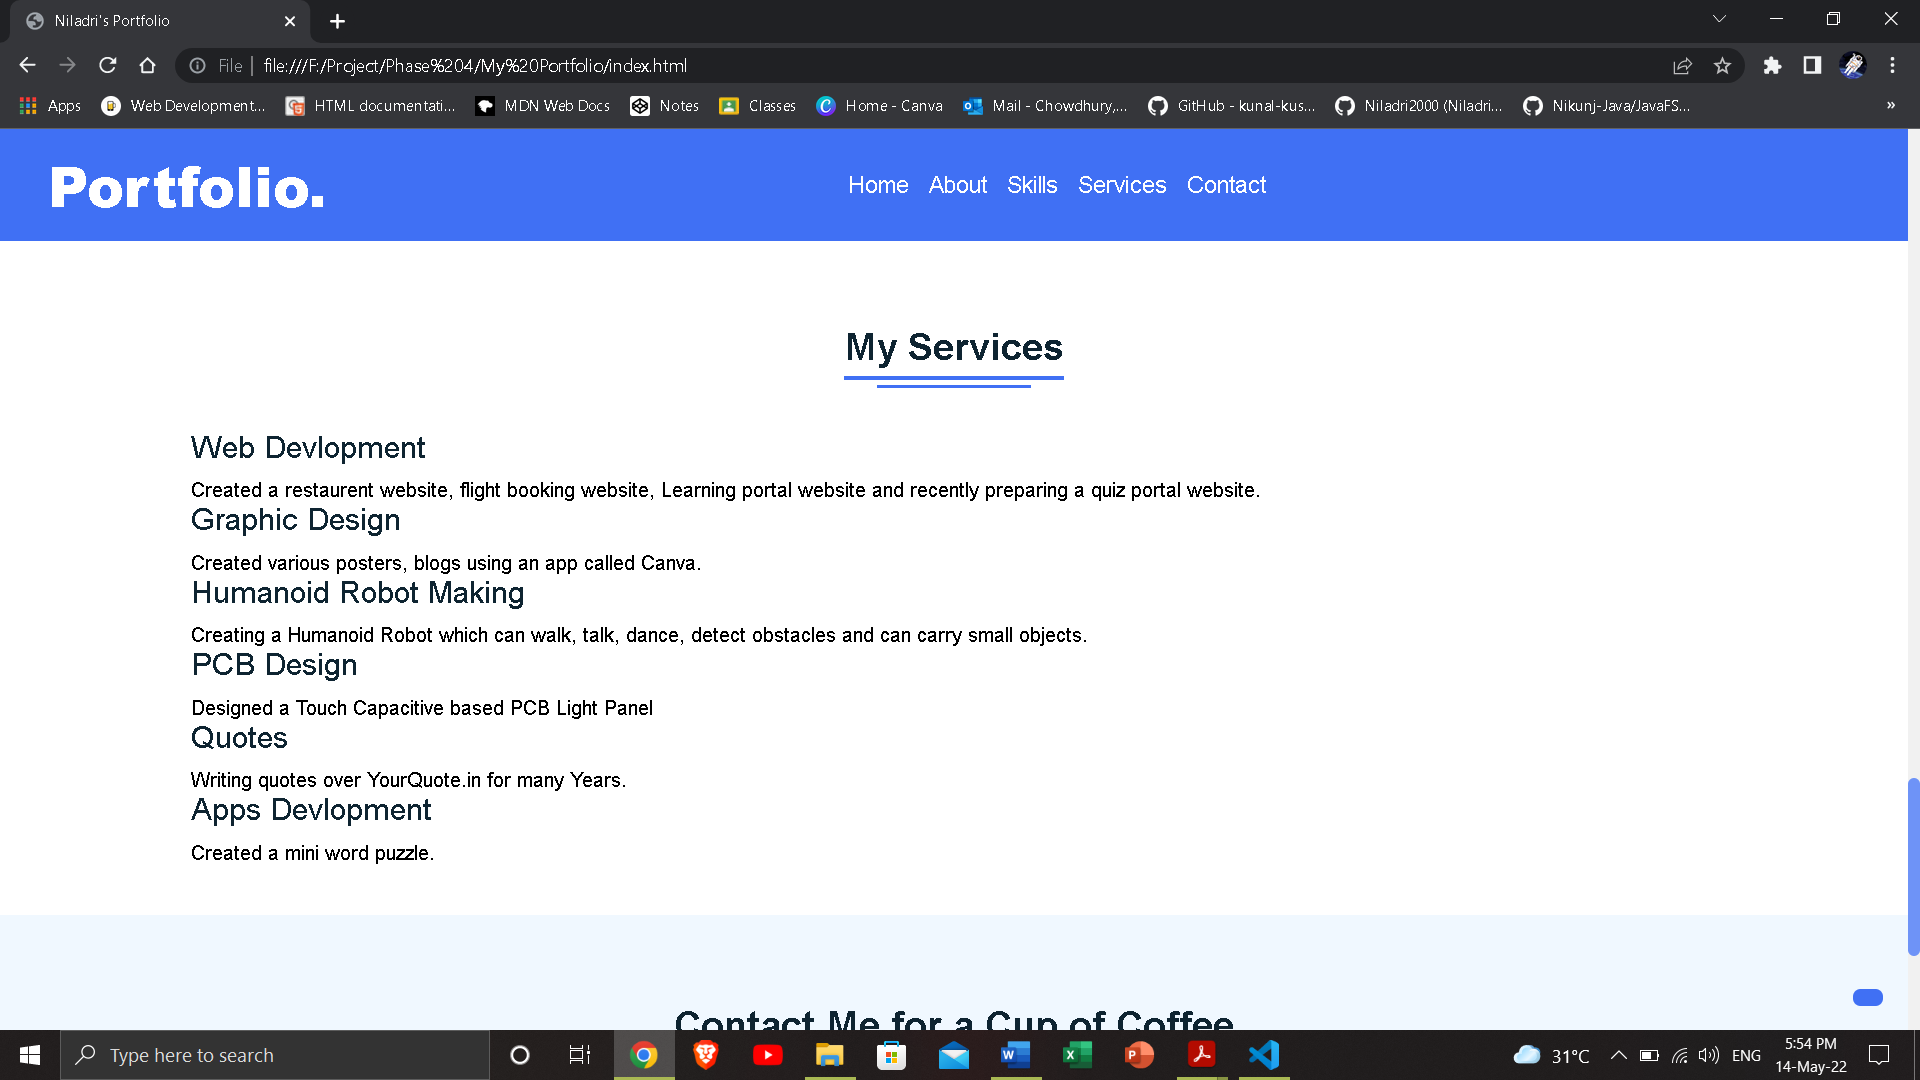 Niladri's Portfolio
File | file:///F:/Project/Phase%204/My%20Portfolio/index.html
Apps Web Development... HTML documentati... MDN Web Docs Notes Classes Home - Canva Mail - Chowdhury,... GitHub - kunal-kus... Niladri2000 (Niladri... Nikunj-Java/JavaFS... »
Portfolio. Home About Skills Services Contact
My Services
Web Devlopment
Created a restaurent website, flight booking website, Learning portal website and recently preparing a quiz portal website.
Graphic Design
Created various posters, blogs using an app called Canva.
Humanoid Robot Making
Creating a Humanoid Robot which can walk, talk, dance, detect obstacles and can carry small objects.
PCB Design
Designed a Touch Capacitive based PCB Light Panel
Quotes
Writing quotes over YourQuote.in for many Years.
Apps Devlopment
Created a mini word puzzle.
Contact Me for a Cup of Coffee
Type here to search 31°C ENG 5:54 PM
14-May-22